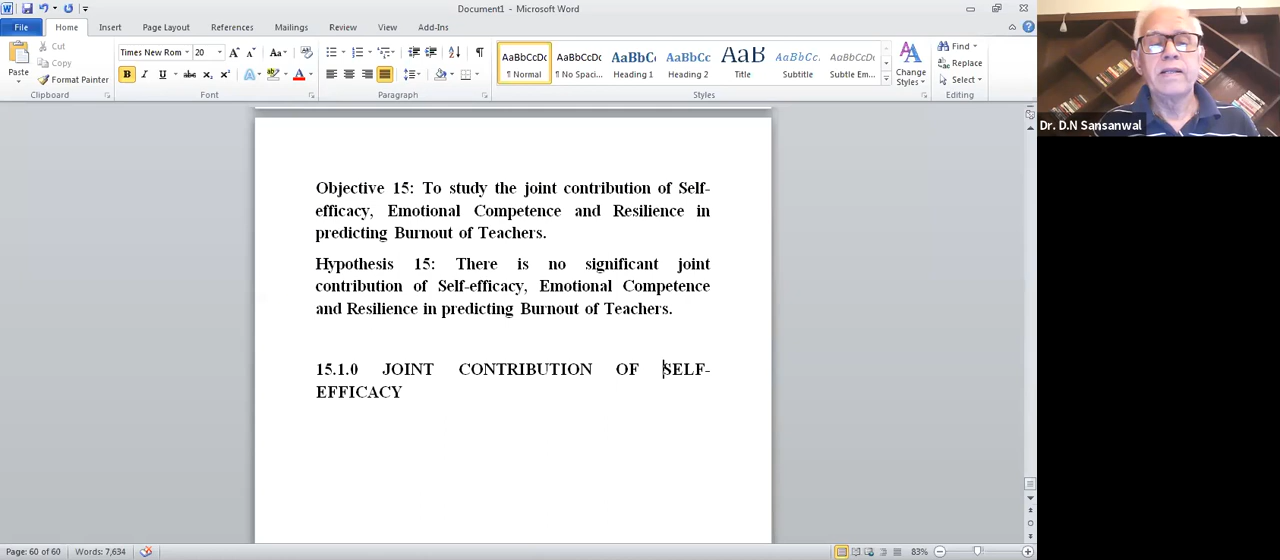 Document1 - Microsoft Word
File Home Insert Page Layout References Mailings Review View Add-Ins
Cut
Copy
Format Painter
Paste
Clipboard
Times New Rom 20
Font
Paragraph
AaBbCcDc AaBbCcDc AaBbCc AaBbCc AaB AaBbCc. AaBbCcDc
¶ Normal ¶ No Spaci... Heading 1 Heading 2 Title Subtitle Subtle Em...
Change Styles
Styles
Find
Replace
Select
Editing
Dr. D.N Sansanwal
Objective 15: To study the joint contribution of Self-
efficacy, Emotional Competence and Resilience in
predicting Burnout of Teachers.
Hypothesis 15: There is no significant joint
contribution of Self-efficacy, Emotional Competence
and Resilience in predicting Burnout of Teachers.
15.1.0 JOINT CONTRIBUTION OF SELF-
EFFICACY
Page: 60 of 60 Words: 7,634 83%